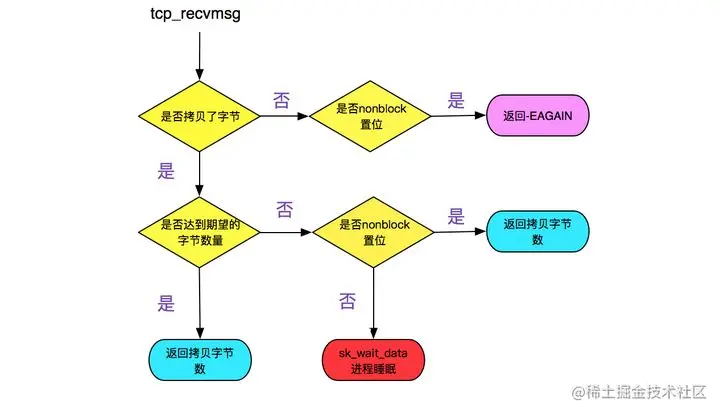 tcp_recvmsg
是否拷贝了字节
否
是否nonblock
置位
是
返回-EAGAIN
是
是否达到期望的
字节数量
否
是否nonblock
置位
是
返回拷贝字节
数
是
否
返回拷贝字节
数
sk_wait_data
进程睡眠
@稀土掘金技术社区